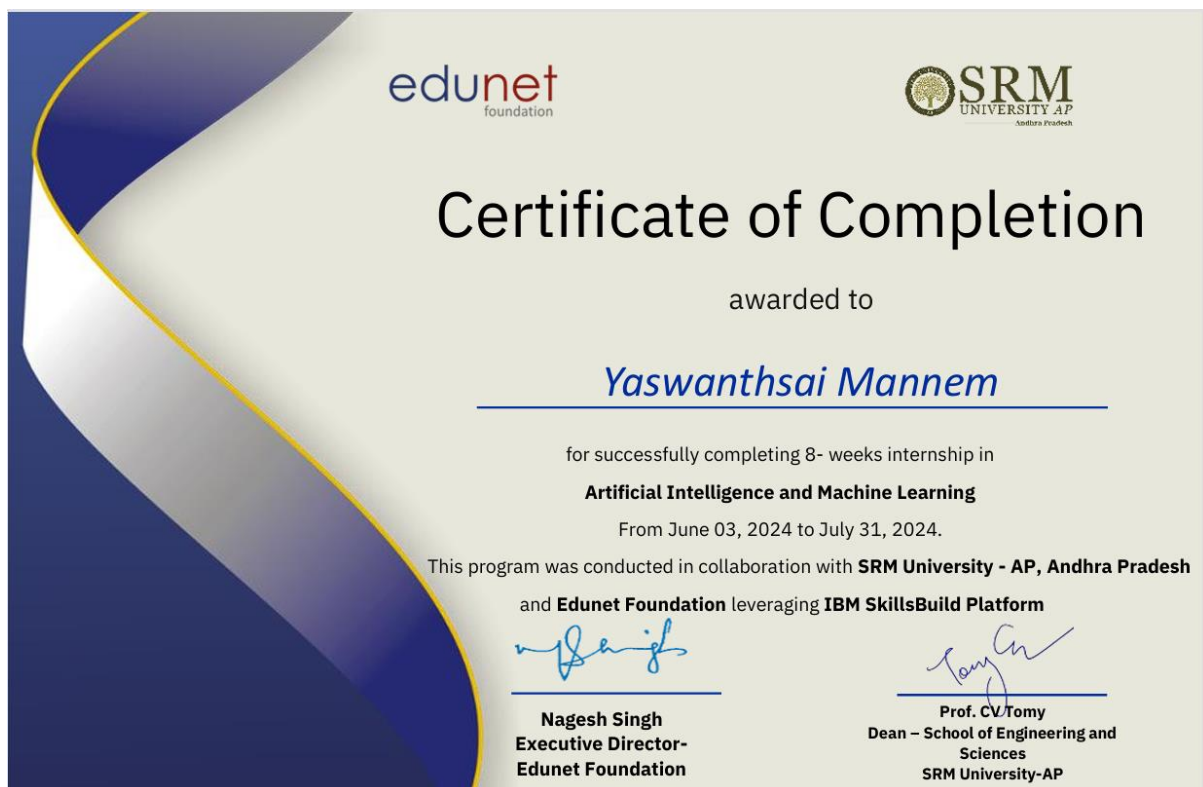 edunet
foundation
SRM
UNIVERSITY AP
Andhra Pradesh
Certificate of Completion
awarded to
Yaswanthsai Mannem
for successfully completing 8- weeks internship in
Artificial Intelligence and Machine Learning
From June 03, 2024 to July 31, 2024.
This program was conducted in collaboration with SRM University - AP, Andhra Pradesh
and Edunet Foundation leveraging IBM SkillsBuild Platform
Nagesh Singh
Executive Director-
Edunet Foundation
Prof. CV Tomy
Dean – School of Engineering and
Sciences
SRM University-AP